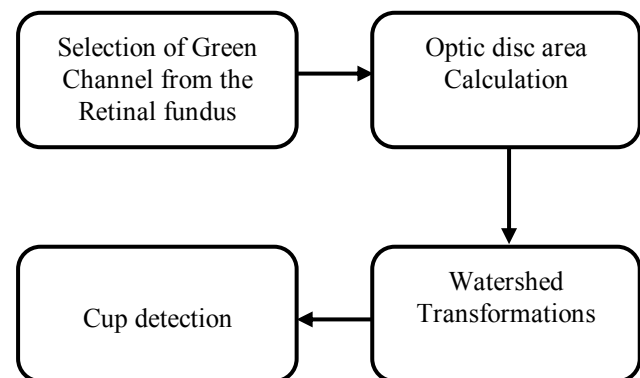 Selection of Green
Channel from the
Retinal fundus
Optic disc area
Calculation
Watershed
Transformations
Cup detection